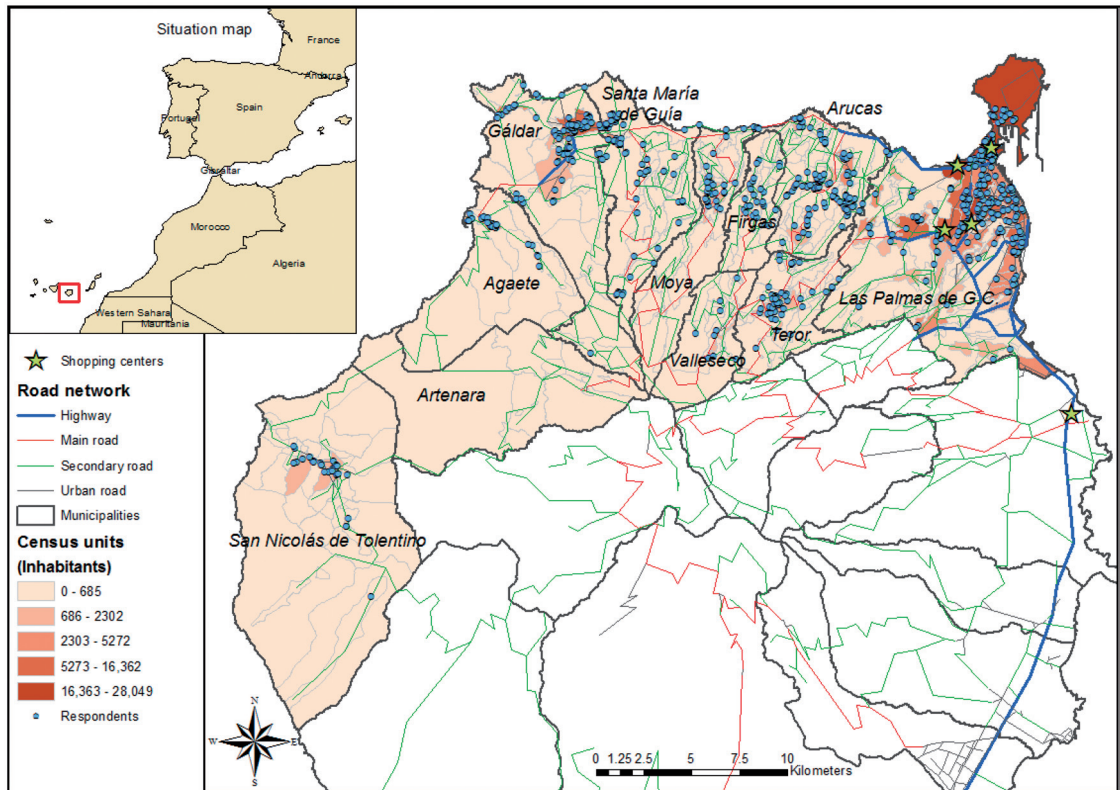 Situation map
France
Andorra
Spain
Portugal
Gibraltar
Morocco
Algeria
Western Sahara
Mauritania
Shopping centers
Road network
Highway
Main road
Secondary road
Urban road
Municipalities
Census units
(Inhabitants)
0 - 685
686 - 2302
2303 - 5272
5273 - 16,362
16,363 - 28,049
Respondents
Santa María
de Guía
Gáldar
Arucas
Firgas
Agaete
Moya
Las Palmas de G.C.
Teror
Valleseco
Artenara
San Nicolás de Tolentino
N
W E
S
0 1.25 2.5 5 7.5 10
Kilometers